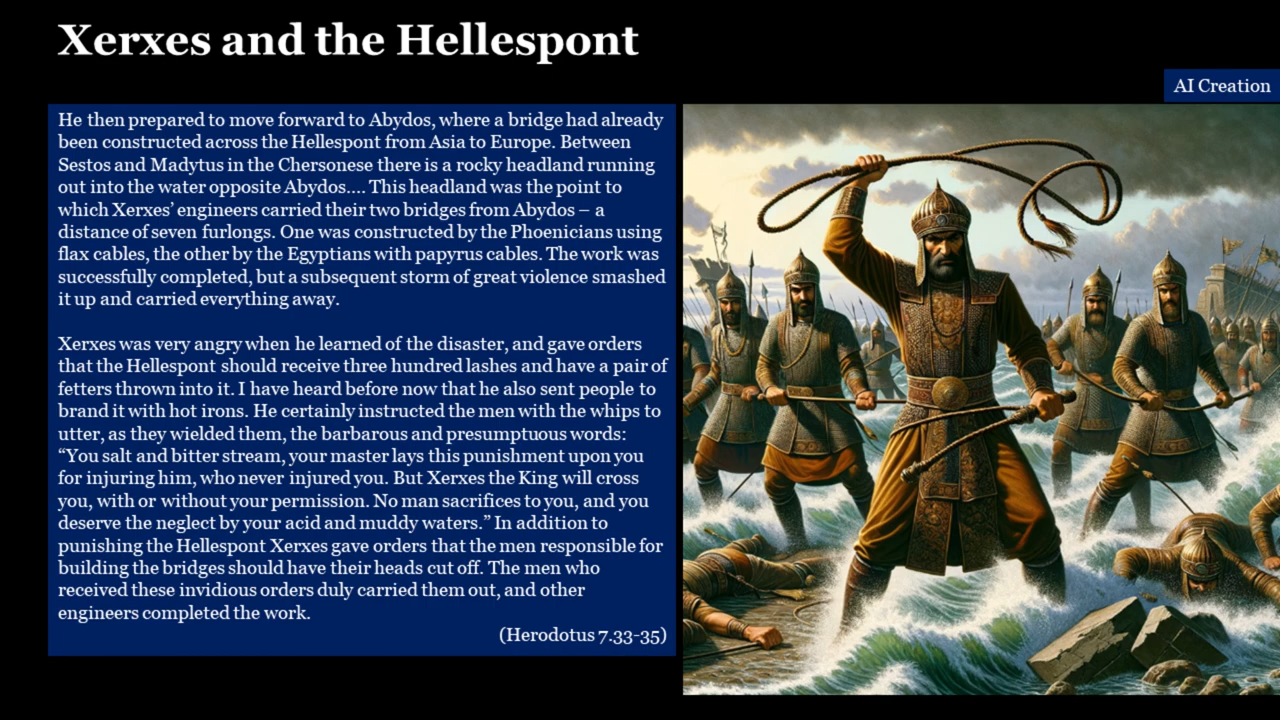 Xerxes and the Hellespont
AI Creation
He then prepared to move forward to Abydos, where a bridge had already
been constructed across the Hellespont from Asia to Europe. Between
Sestos and Madytus in the Chersonese there is a rocky headland running
out into the water opposite Abydos.... This headland was the point to
which Xerxes’ engineers carried their two bridges from Abydos – a
distance of seven furlongs. One was constructed by the Phoenicians using
flax cables, the other by the Egyptians with papyrus cables. The work was
successfully completed, but a subsequent storm of great violence smashed
it up and carried everything away.
Xerxes was very angry when he learned of the disaster, and gave orders
that the Hellespont should receive three hundred lashes and have a pair of
fetters thrown into it. I have heard before now that he also sent people to
brand it with hot irons. He certainly instructed the men with the whips to
utter, as they wielded them, the barbarous and presumptuous words:
“You salt and bitter stream, your master lays this punishment upon you
for injuring him, who never injured you. But Xerxes the King will cross
you, with or without your permission. No man sacrifices to you, and you
deserve the neglect by your acid and muddy waters.” In addition to
punishing the Hellespont Xerxes gave orders that the men responsible for
building the bridges should have their heads cut off. The men who
received these invidious orders duly carried them out, and other
engineers completed the work.
(Herodotus 7.33-35)